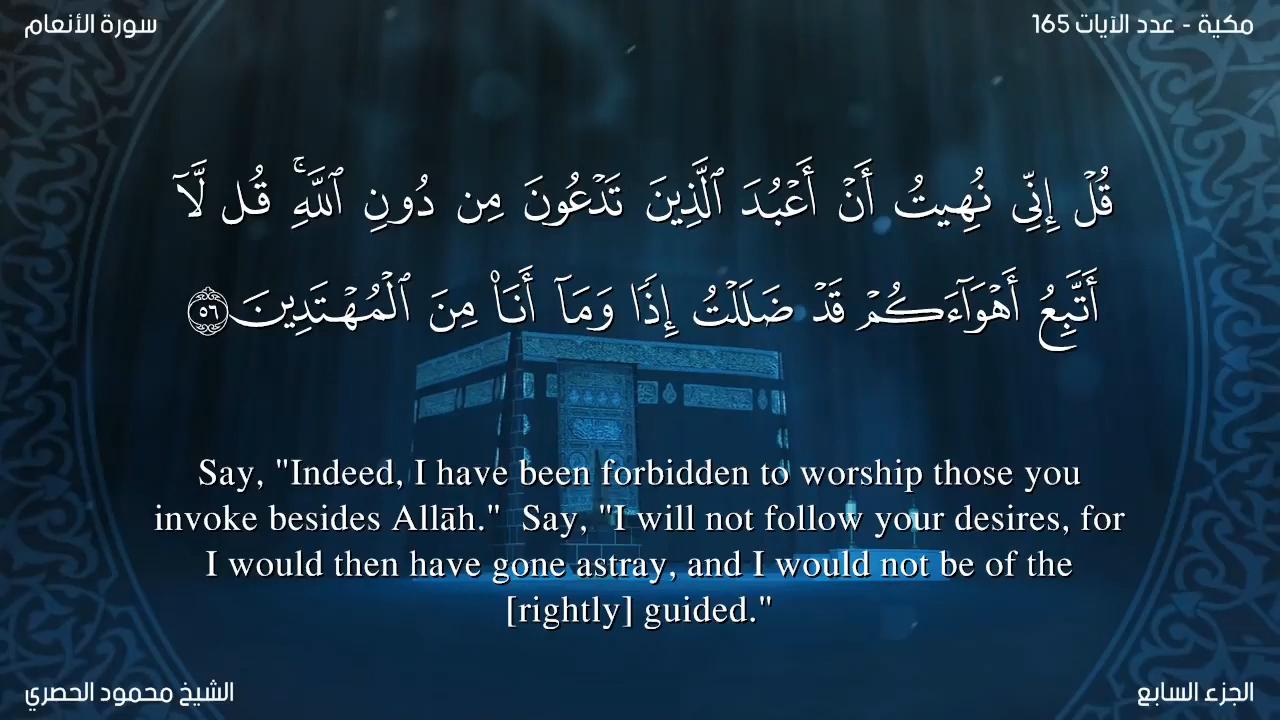 سورة الأنعام
مكية - عدد الآيات 165
قُلْ إِنِّى نُهِيتُ أَنْ أَعْبُدَ ٱلَّذِينَ تَدْعُونَ مِن دُونِ ٱللَّهِ ۚ قُل لَّآ
أَتَّبِعُ أَهْوَآءَكُمْ قَدْ ضَلَلْتُ إِذًا وَمَآ أَنَا۠ مِنَ ٱلْمُهْتَدِينَ ٥٦
Say, "Indeed, I have been forbidden to worship those you
invoke besides Allāh."  Say, "I will not follow your desires, for
I would then have gone astray, and I would not be of the
[rightly] guided."
الشيخ محمود الحصري
الجزء السابع